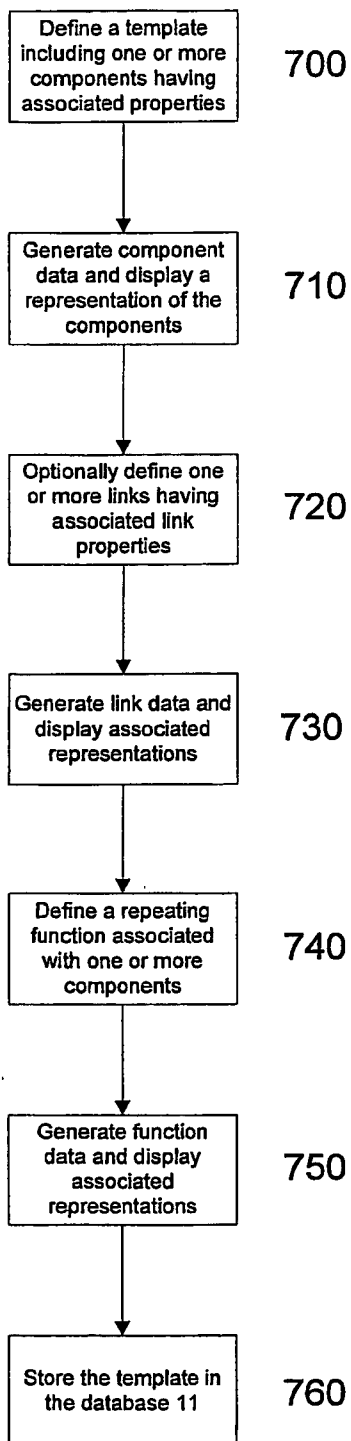 Define a template
including one or more
components having
associated properties
700
Generate component
data and display a
representation of the
components
710
Optionally define one
or more links having
associated link
properties
720
Generate link data and
display associated
representations
730
Define a repeating
function associated
with one or more
components
740
Generate function
data and display
associated
representations
750
Store the template in
the database 11
760